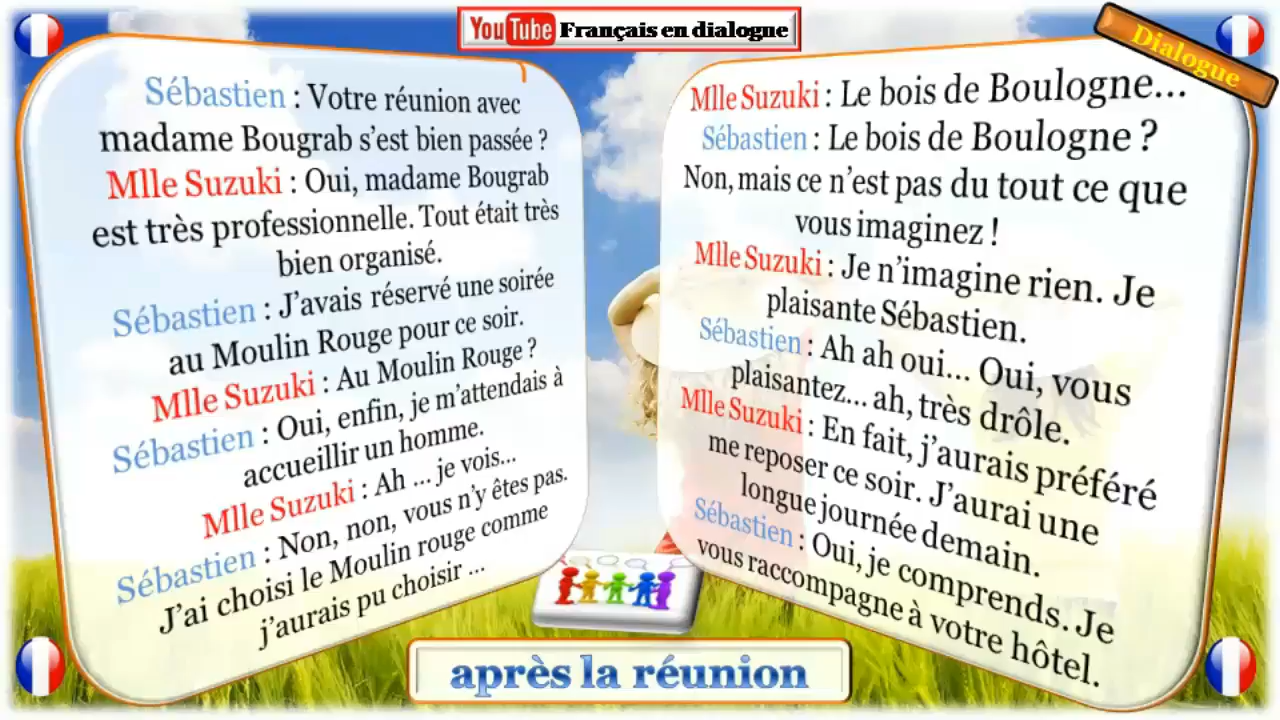 YouTube Français en dialogue
Dialogue
Sébastien : Votre réunion avec
madame Bougrab s’est bien passée ?
Mlle Suzuki : Oui, madame Bougrab
est très professionnelle. Tout était très
bien organisé.
Sébastien : J’avais réservé une soirée
au Moulin Rouge pour ce soir.
Mlle Suzuki : Au Moulin Rouge ?
Sébastien : Oui, enfin, je m’attendais à
accueillir un homme.
Mlle Suzuki : Ah ... je vois...
Sébastien : Non, non, vous n’y êtes pas.
J’ai choisi le Moulin rouge comme
j’aurais pu choisir ...
Mlle Suzuki : Le bois de Boulogne...
Sébastien : Le bois de Boulogne ?
Non, mais ce n’est pas du tout ce que
vous imaginez !
Mlle Suzuki : Je n’imagine rien. Je
plaisante Sébastien.
Sébastien : Ah ah oui... Oui, vous
plaisantez... ah, très drôle.
Mlle Suzuki : En fait, j’aurais préféré
me reposer ce soir. J’aurai une
longue journée demain.
Sébastien : Oui, je comprends. Je
vous raccompagne à votre hôtel.
après la réunion